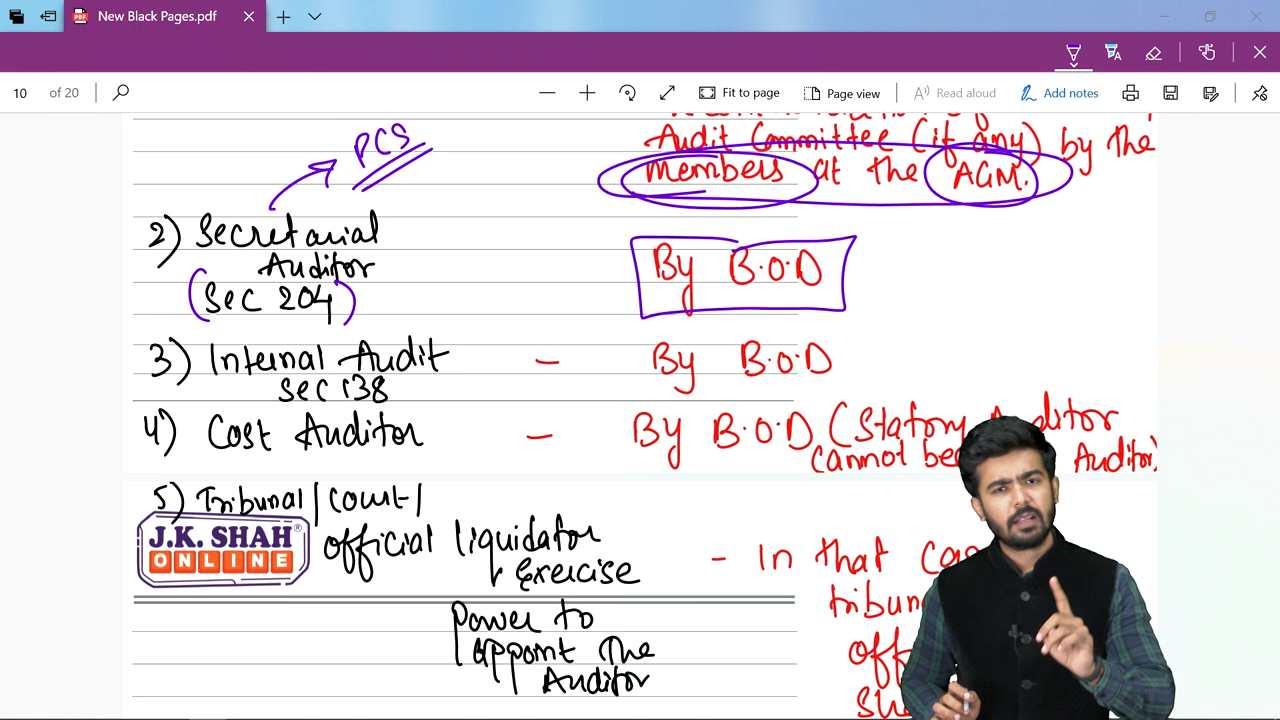 New Black Pages.pdf
10 of 20
Fit to page
Page view
Read aloud
Add notes
Audit Committee (if any) by the
members at the AGM.
PCS
2) Secretarial
Auditor
(Sec 204)
By B.O.D
3) Internal Audit - By B.O.D
Sec 138
4) Cost Auditor - By B.O.D (Statory Auditor
cannot Auditor)
5) Tribunal/Court/
official liquidator
Exercise
- In that
Power to
appoint the
Auditor
J.K. SHAH®
ONLINE